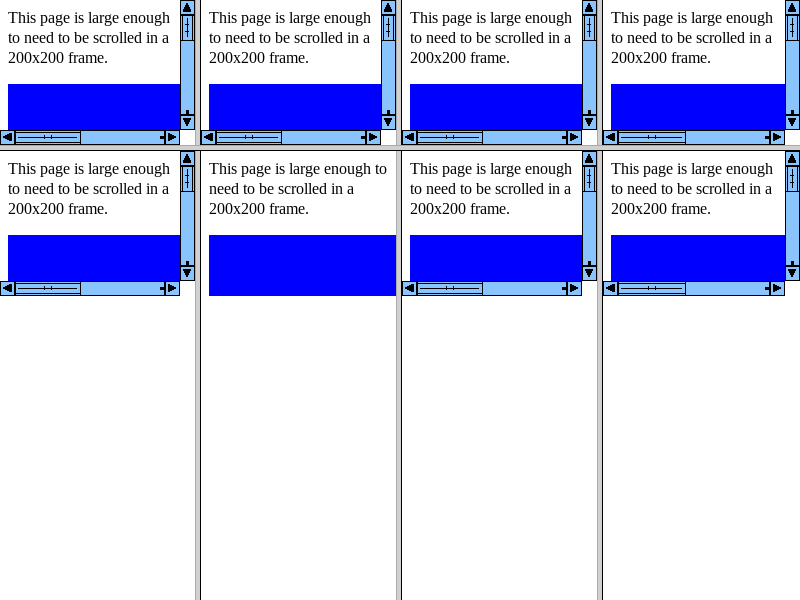 This page is large enough
to need to be scrolled in a
200x200 frame.
This page is large enough
to need to be scrolled in a
200x200 frame.
This page is large enough
to need to be scrolled in a
200x200 frame.
This page is large enough
to need to be scrolled in a
200x200 frame.
This page is large enough
to need to be scrolled in a
200x200 frame.
This page is large enough to
need to be scrolled in a
200x200 frame.
This page is large enough
to need to be scrolled in a
200x200 frame.
This page is large enough
to need to be scrolled in a
200x200 frame.